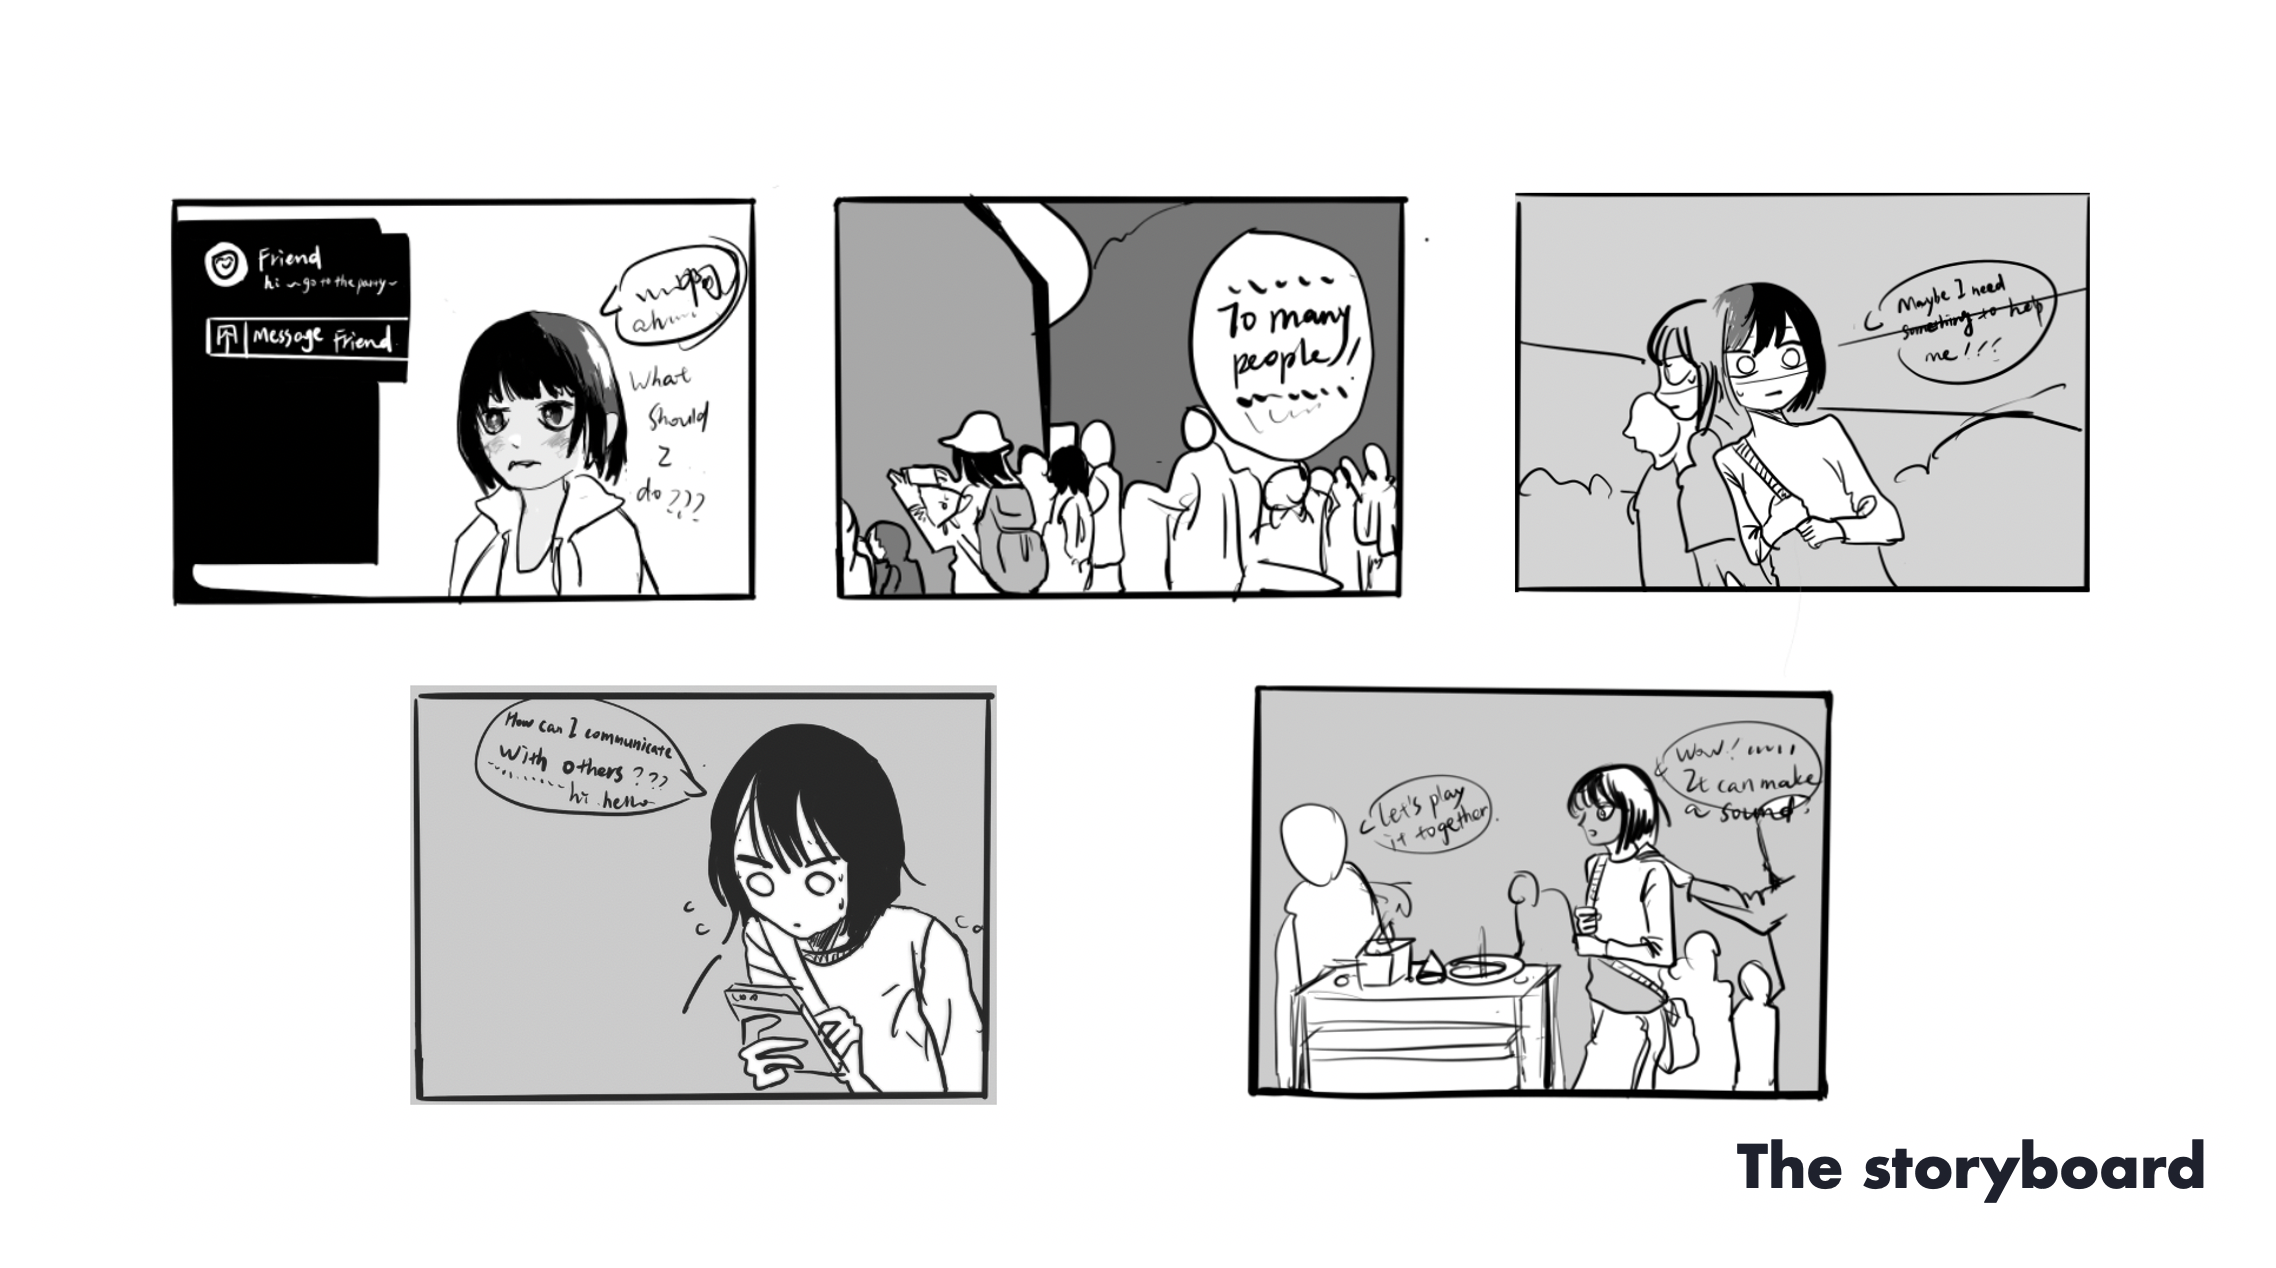 Friend
hi ~ go to the party ~
Message Friend
ah
What
Should
I
do???
To many
people!
Maybe I need
something to help
me!!!
How can I communicate
with others???
hi hello
Let's play
it together.
Wow!
It can make
a sound.
The storyboard